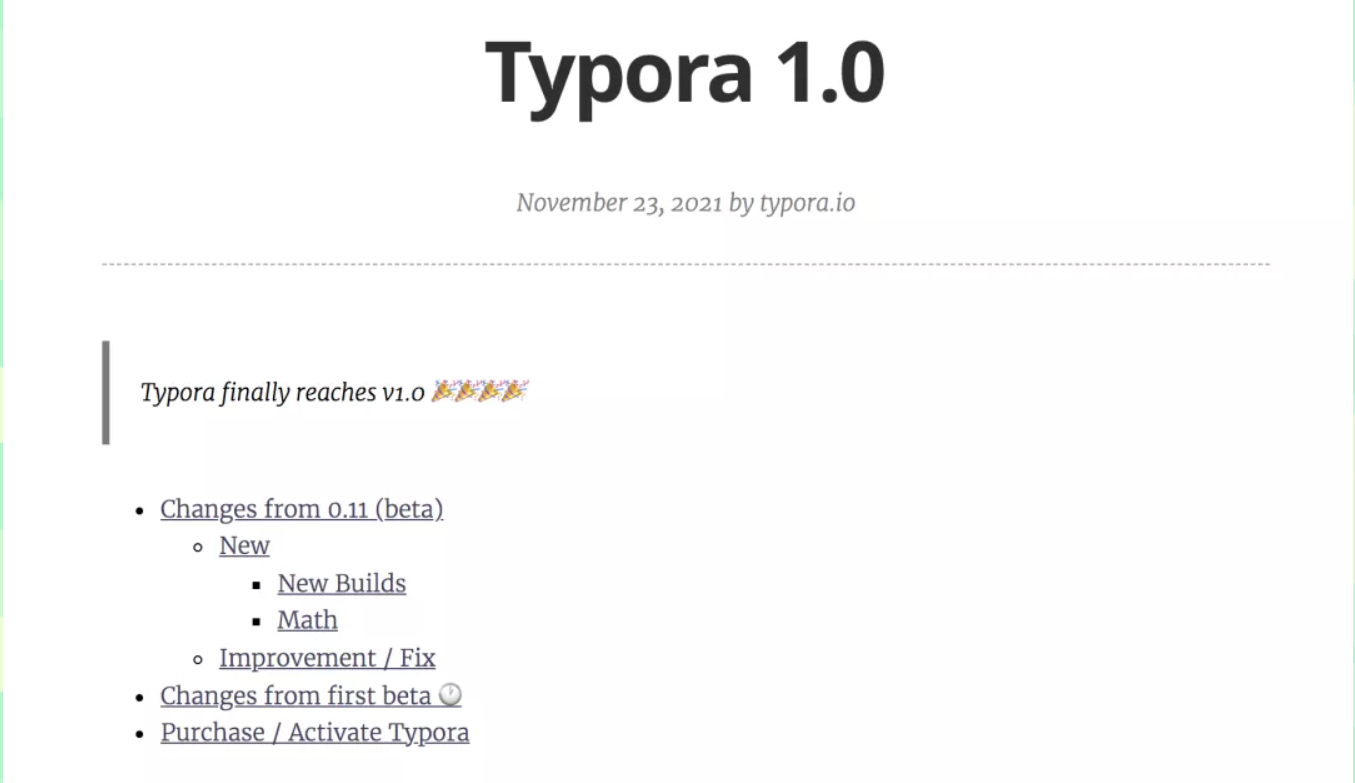 Typora 1.0
November 23, 2021 by typora.io
Typora finally reaches v1.0 🎉🎉🎉🎉
Changes from 0.11 (beta)
New
New Builds
Math
Improvement / Fix
Changes from first beta 🕐
Purchase / Activate Typora